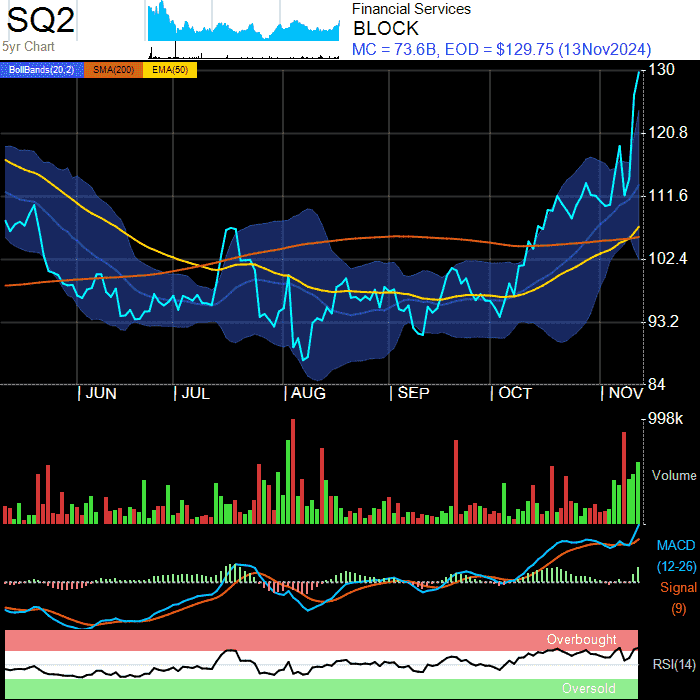 SQ2
5yr Chart
Financial Services
BLOCK
MC = 73.6B, EOD = $129.75 (13Nov2024)
BollBands(20,2) SMA(200) EMA(50)
130
120.8
111.6
102.4
93.2
84
JUN JUL AUG SEP OCT NOV
998k
Volume
MACD
(12-26)
Signal
(9)
Overbought
RSI(14)
Oversold